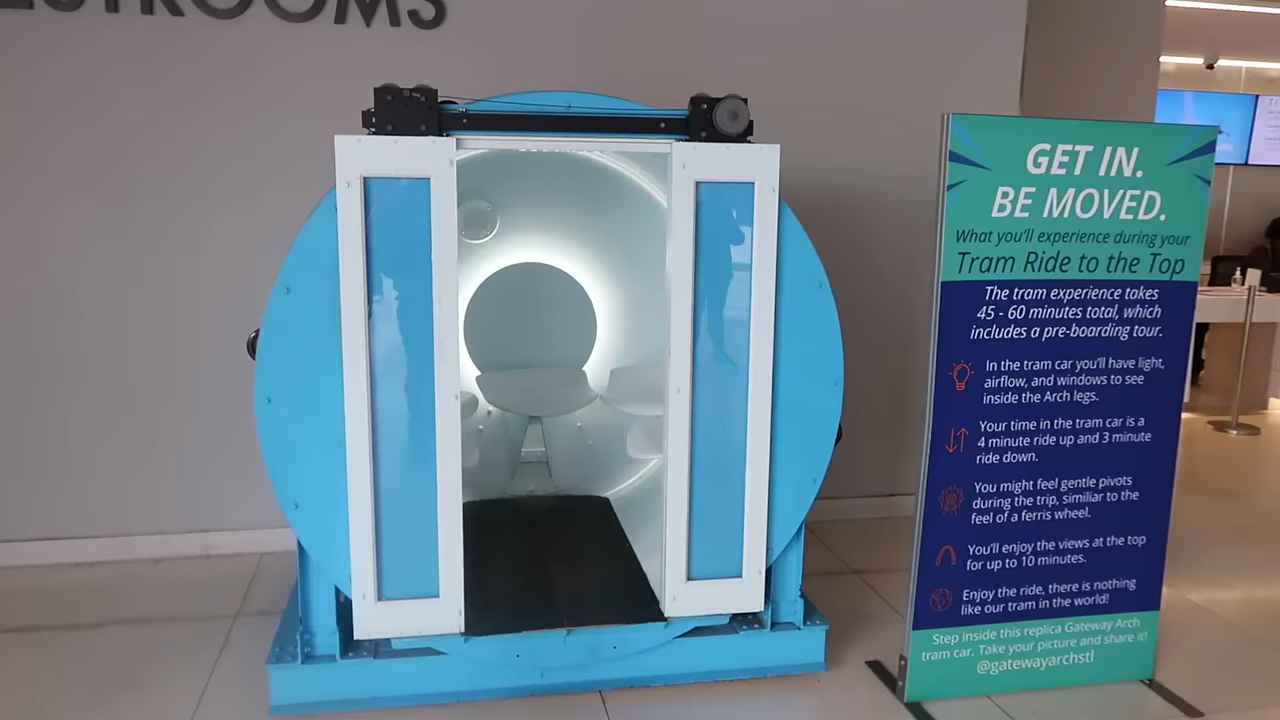 ESTROOMS
GET IN.
BE MOVED.
What you'll experience during your
Tram Ride to the Top
The tram experience takes
45 - 60 minutes total, which
includes a pre-boarding tour.
In the tram car you'll have light,
airflow, and windows to see
inside the Arch legs.
Your time in the tram car is a
4 minute ride up and 3 minute
ride down.
You might feel gentle pivots
during the trip, similiar to the
feel of a ferris wheel.
You'll enjoy the views at the top
for up to 10 minutes.
Enjoy the ride, there is nothing
like our tram in the world!
Step inside this replica Gateway Arch
tram car. Take your picture and share it!
@gatewayarchstl